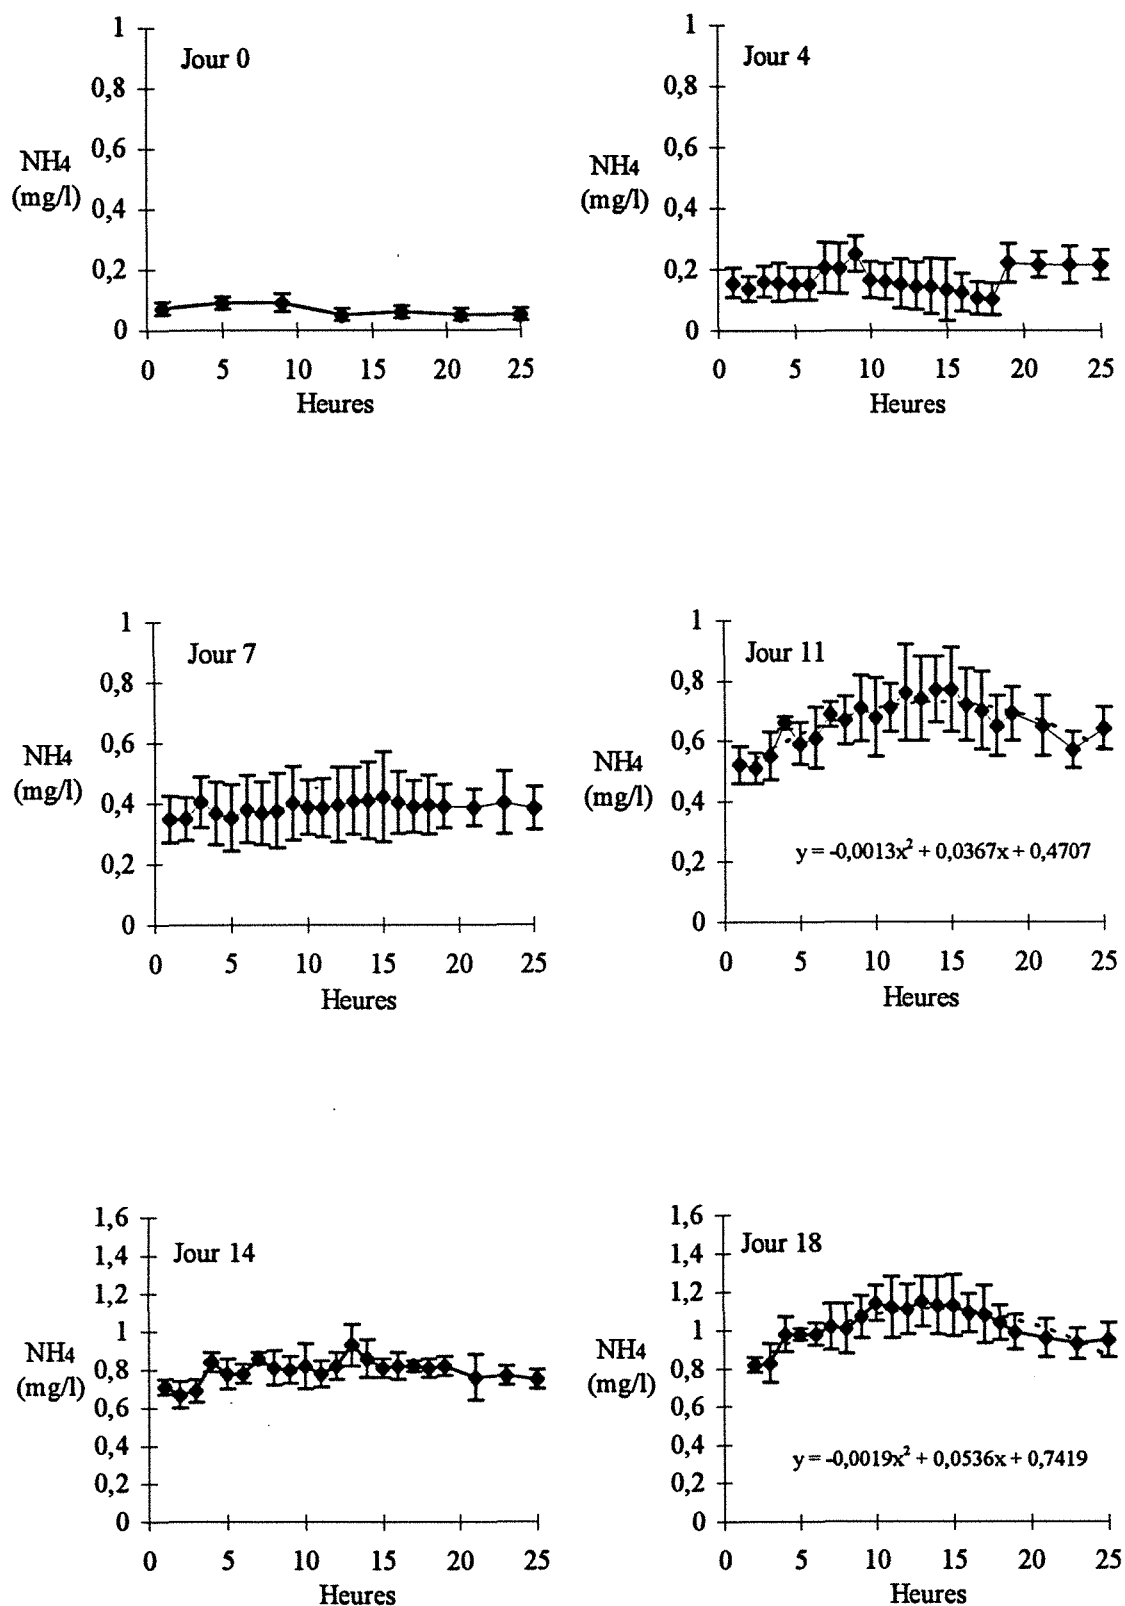 1
Jour 0
0,8
NH4
(mg/l)
0,6
0,4
0,2
0
0 5 10 15 20 25
Heures
1
Jour 4
0,8
NH4
(mg/l)
0,6
0,4
0,2
0
0 5 10 15 20 25
Heures
1
Jour 7
0,8
NH4
(mg/l)
0,6
0,4
0,2
0
0 5 10 15 20 25
Heures
1
Jour 11
0,8
NH4
(mg/l)
0,6
0,4
y = -0,0013x² + 0,0367x + 0,4707
0,2
0
0 5 10 15 20 25
Heures
1,6
1,4
Jour 14
1,2
1
NH4
(mg/l)
0,8
0,6
0,4
0,2
0
0 5 10 15 20 25
Heures
1,6
Jour 18
1,4
1,2
1
NH4
(mg/l)
0,8
0,6
0,4
y = -0,0019x² + 0,0536x + 0,7419
0,2
0
0 5 10 15 20 25
Heures